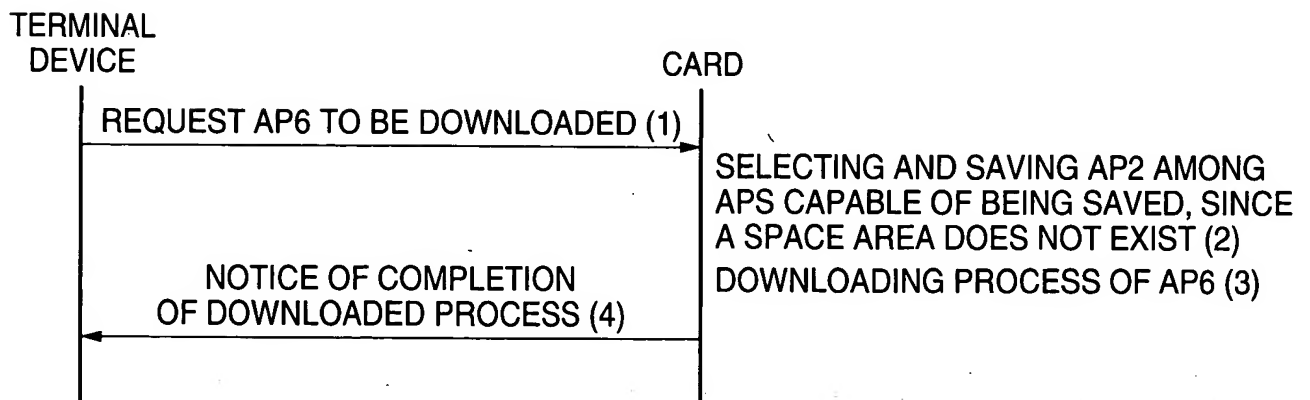 TERMINAL
DEVICE
CARD
REQUEST AP6 TO BE DOWNLOADED (1)
SELECTING AND SAVING AP2 AMONG
APS CAPABLE OF BEING SAVED, SINCE
A SPACE AREA DOES NOT EXIST (2)
DOWNLOADING PROCESS OF AP6 (3)
NOTICE OF COMPLETION
OF DOWNLOADED PROCESS (4)